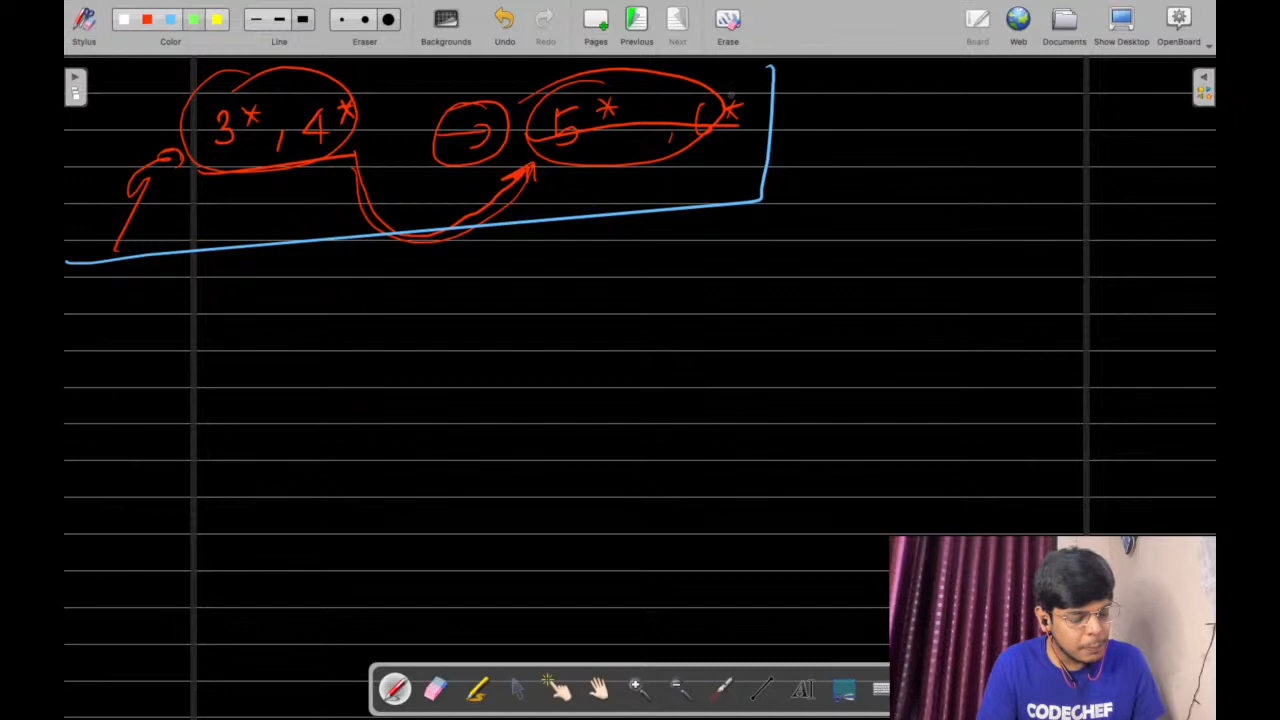 Stylus
Color
Line
Eraser
Backgrounds
Undo
Redo
Pages
Previous
Next
Erase
Board
Web
Documents
Show Desktop
OpenBoard
3*, 4* → 5*, 6*
CODECHEF